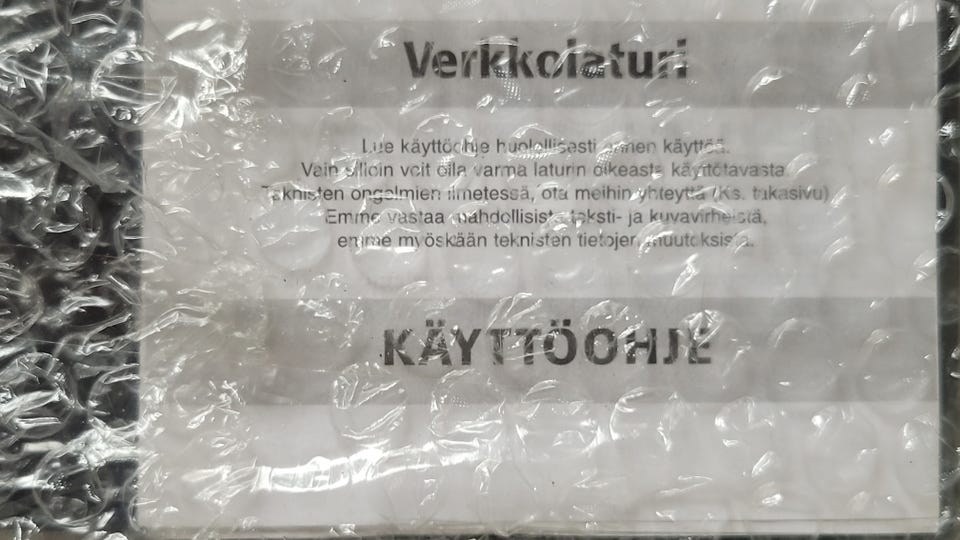 Verkkolaturi
Lue käyttöohje huolellisesti ennen käyttöä.
Vain silloin voit olla varma laturin oikeasta käyttötavasta.
Teknisten ongelmien ilmetessä, ota meihin yhteyttä (Ks. takasivu)
Emme vastaa mahdollisista teksti- ja kuvavirheistä,
emme myöskään teknisten tietojen muutoksista.
KÄYTTÖOHJE